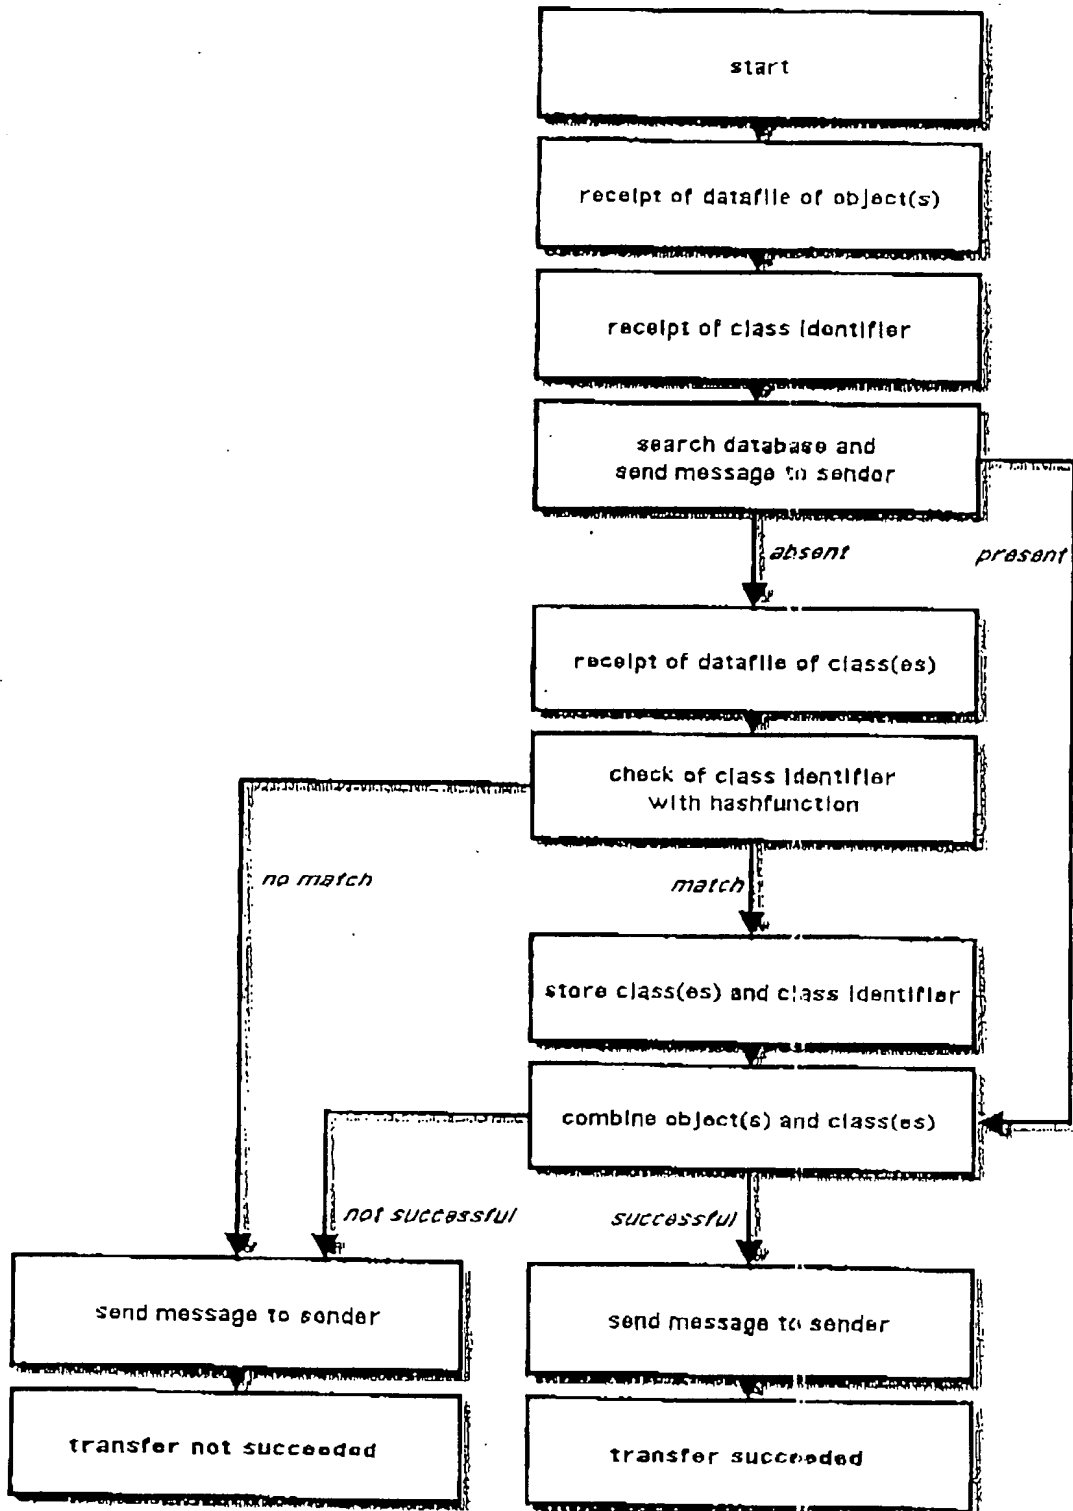 start
receipt of datafile of object(s)
receipt of class identifier
search database and
send message to sender
absent
present
receipt of datafile of class(es)
check of class identifier
with hashfunction
no match
match
store class(es) and class identifier
combine object(s) and class(es)
not successful
successful
send message to sender
send message to sender
transfer not succeeded
transfer succeeded